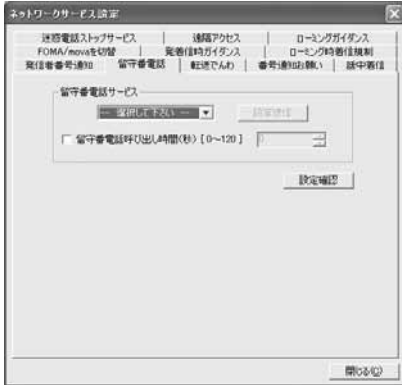 ネットワークサービス設定
迷惑電話ストップサービス 遠隔アクセス ローミングガイダンス
FOMA/movaを切替 発着信時ガイダンス ローミング時着信規制
発信者番号通知 留守番電話 転送でんわ 番号通知お願い 話中着信
留守番電話サービス
-- 選択して下さい --
留守番電話呼び出し時間(秒) [0~120] 0
設定確認
閉じる(C)